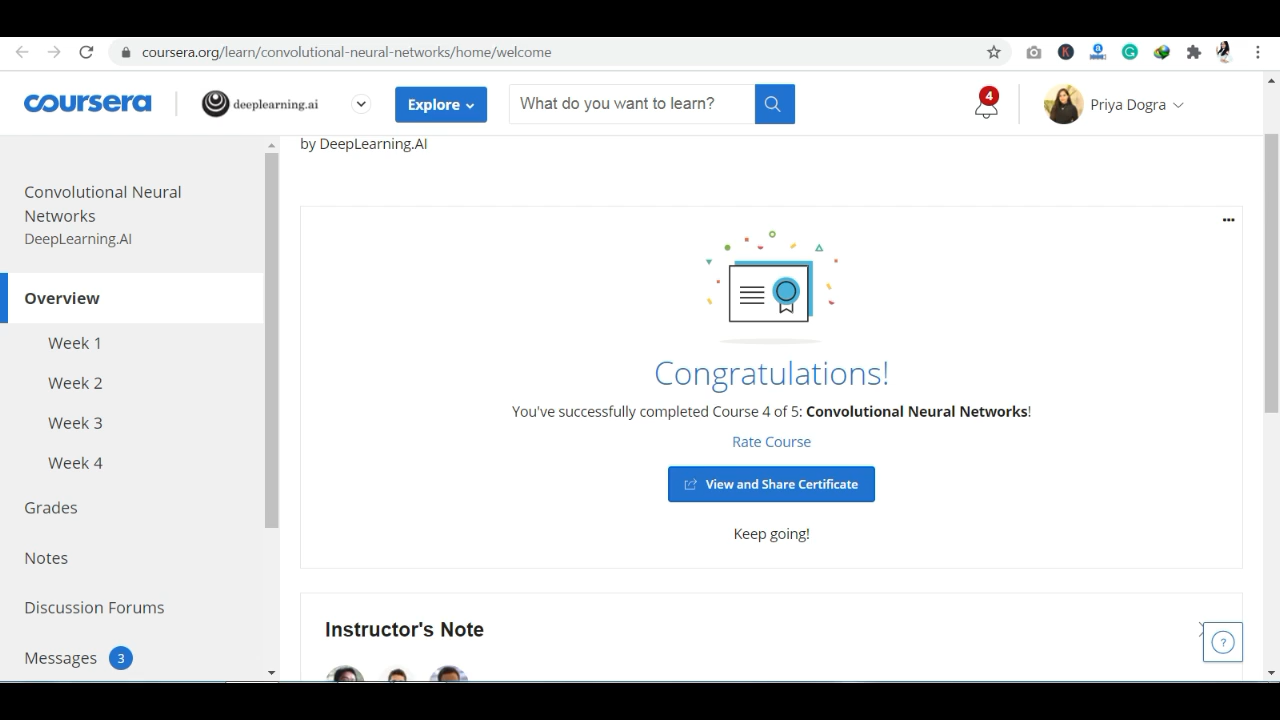 coursera.org/learn/convolutional-neural-networks/home/welcome
coursera
deeplearning.ai
Explore
What do you want to learn?
4
Priya Dogra
by DeepLearning.AI
Convolutional Neural
Networks
DeepLearning.AI
Overview
Week 1
Week 2
Week 3
Week 4
Grades
Notes
Discussion Forums
Messages 3
Congratulations!
You've successfully completed Course 4 of 5: Convolutional Neural Networks!
Rate Course
View and Share Certificate
Keep going!
Instructor's Note
?